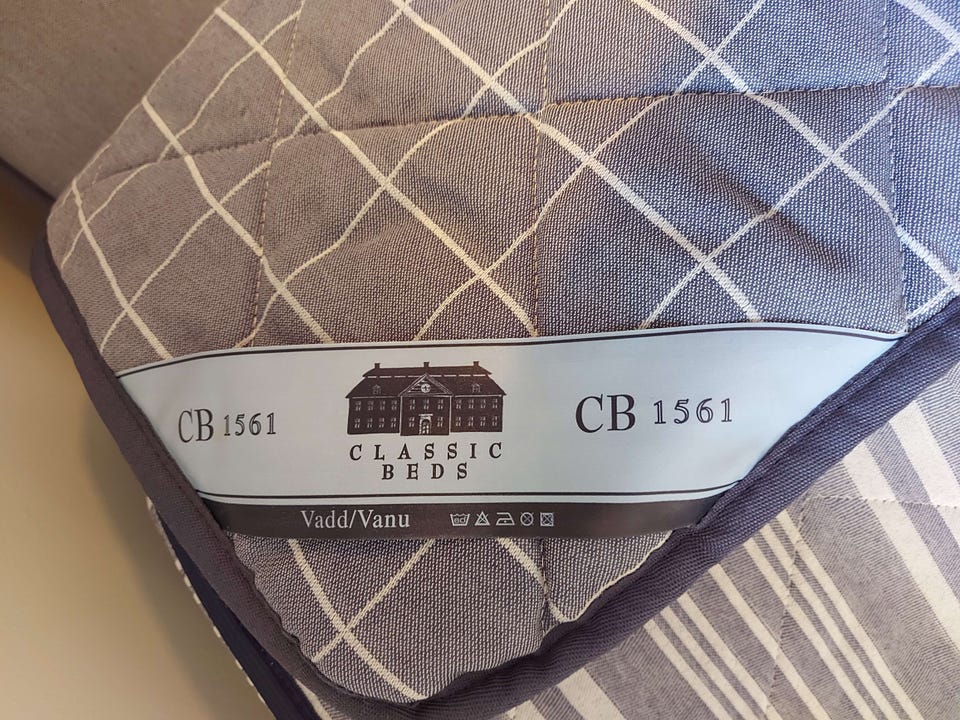 CB 1561
CLASSIC
BEDS
CB 1561
Vadd/Vanu